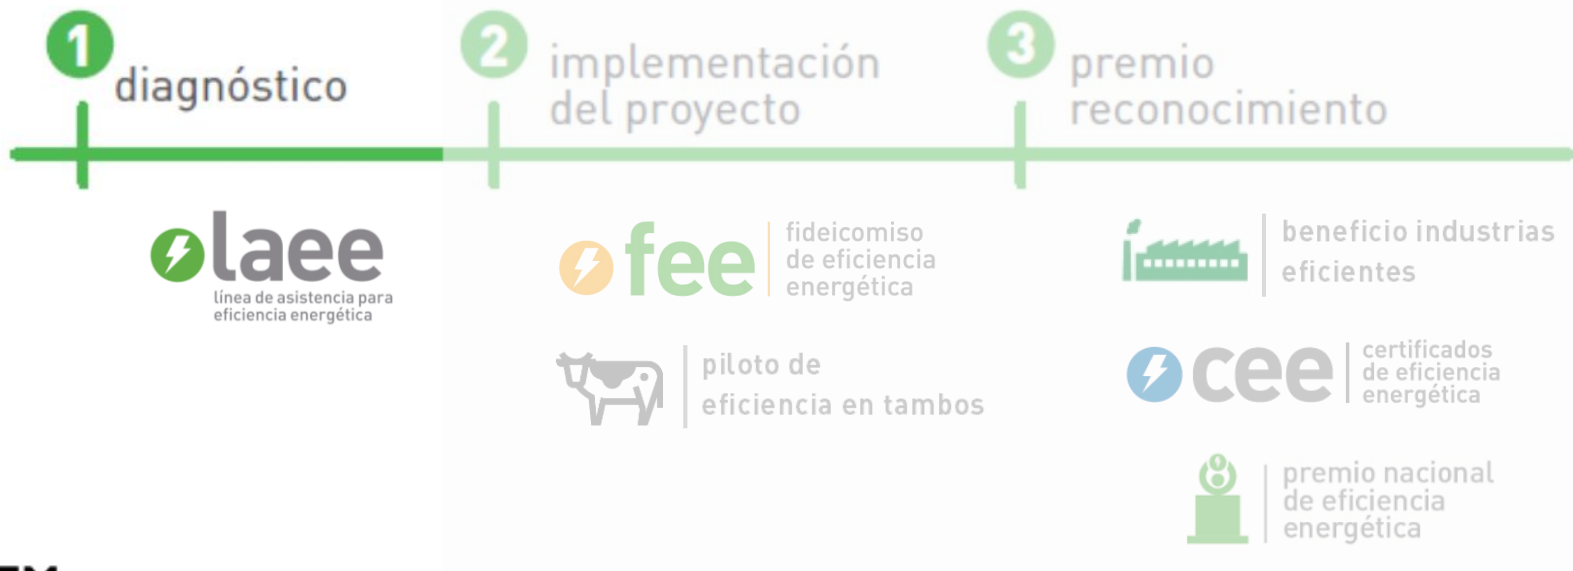 1
diagnóstico
2
implementación
del proyecto
3
premio
reconocimiento
laee
línea de asistencia para
eficiencia energética
fee
fideicomiso
de eficiencia
energética
piloto de
eficiencia en tambos
beneficio industrias
eficientes
cee
certificados
de eficiencia
energética
premio nacional
de eficiencia
energética